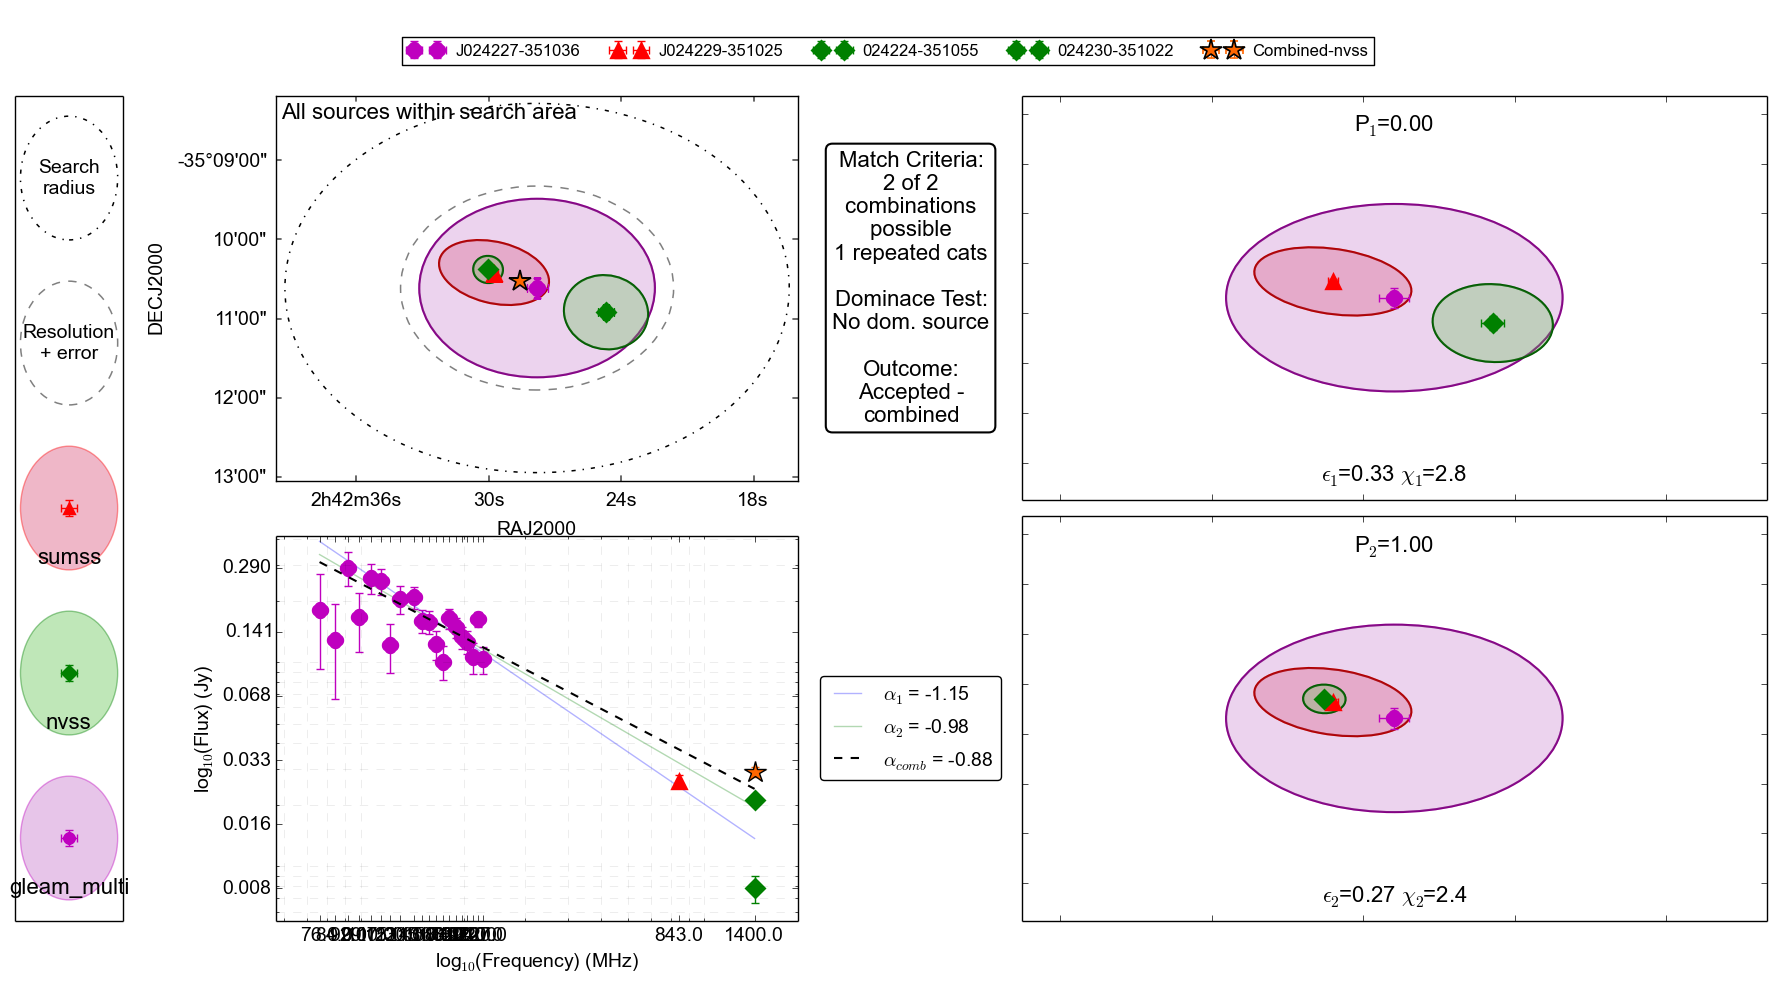 J024227-351036 J024229-351025 024224-351055 024230-351022 Combined-nvss
Search
radius
Resolution
+ error
sumss
nvss
gleam_multi
All sources within search area
DECJ2000
-35°09'00"
10'00"
11'00"
12'00"
13'00"
2h42m36s 30s 24s 18s
RAJ2000
Match Criteria:
2 of 2
combinations
possible
1 repeated cats
Dominace Test:
No dom. source
Outcome:
Accepted -
combined
P₁=0.00
ϵ₁=0.33 χ₁=2.8
log₁₀(Flux) (Jy)
0.290
0.141
0.068
0.033
0.016
0.008
843.0 1400.0
log₁₀(Frequency) (MHz)
α₁ = -1.15
α₂ = -0.98
α_comb = -0.88
P₂=1.00
ϵ₂=0.27 χ₂=2.4